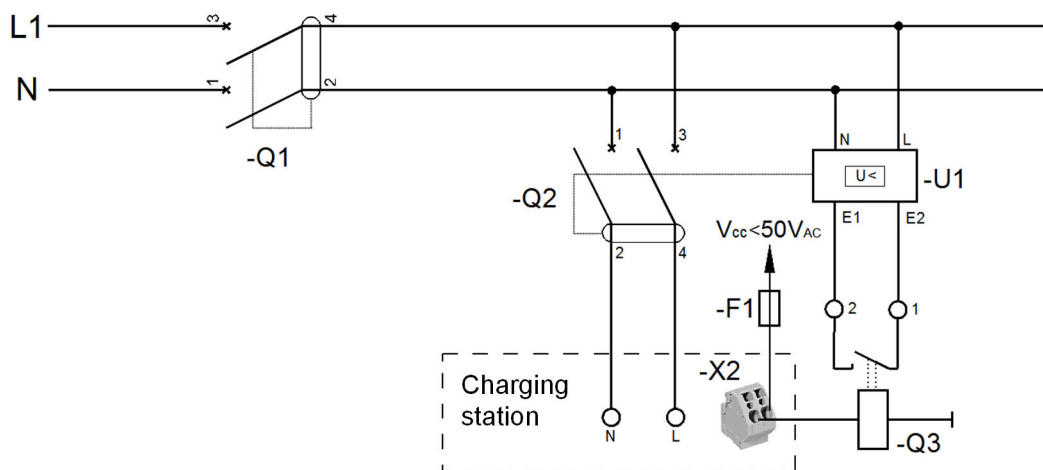 L1
3
4
N
1
2
-Q1
1
3
N
L
U<
-U1
-Q2
2
4
E1
E2
Vcc<50VAC
-F1
2
1
-X2
Charging
station
N
L
-Q3